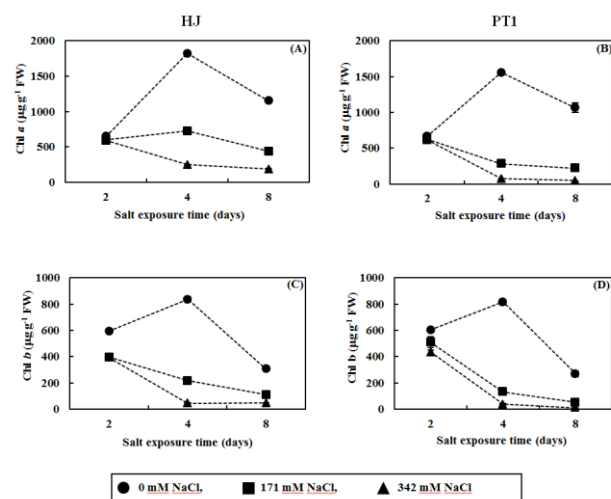 HJ PT1
(A) (B)
2000 2000
1500 1500
1000 1000
500 500
0 0
Chl a (µg g⁻¹ FW) Chl a (µg g⁻¹ FW)
2 4 8 2 4 8
Salt exposure time (days) Salt exposure time (days)
(C) (D)
1000 1000
800 800
600 600
400 400
200 200
0 0
Chl b (µg g⁻¹ FW) Chl b (µg g⁻¹ FW)
2 4 8 2 4 8
Salt exposure time (days) Salt exposure time (days)
0 mM NaCl, 171 mM NaCl, 342 mM NaCl